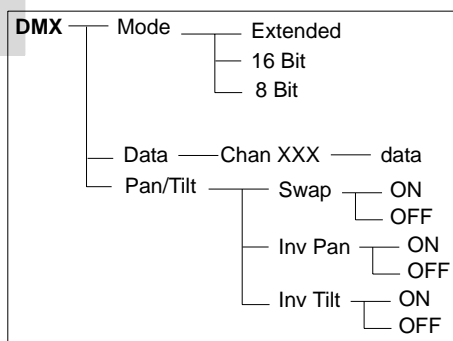 DMX Mode Extended
16 Bit
8 Bit
Data Chan XXX data
Pan/Tilt Swap ON
OFF
Inv Pan ON
OFF
Inv Tilt ON
OFF